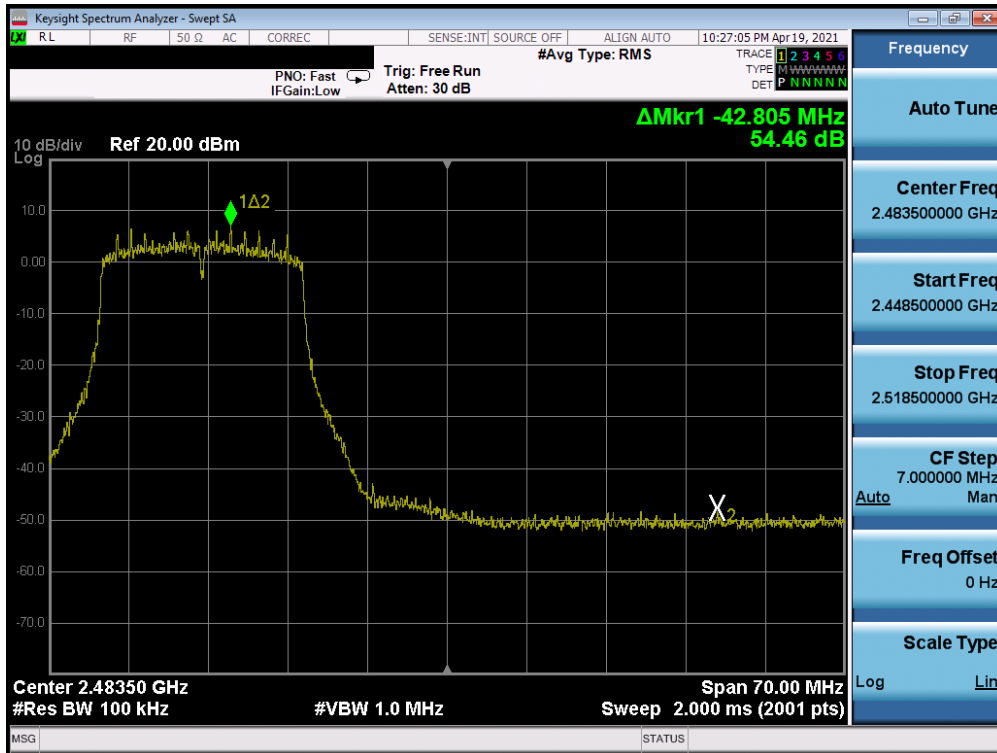 Keysight Spectrum Analyzer - Swept SA
LXI RL RF 50 Ω AC CORREC SENSE:INT SOURCE OFF ALIGN AUTO 10:27:05 PM Apr 19, 2021
#Avg Type: RMS
TRACE 1 2 3 4 5 6
TYPE M W W W W W
DET P N N N N N
PNO: Fast
IFGain:Low
Trig: Free Run
Atten: 30 dB
ΔMkr1 -42.805 MHz
54.46 dB
10 dB/div
Log
Ref 20.00 dBm
1Δ2
10.0
0.00
-10.0
-20.0
-30.0
-40.0
-50.0
-60.0
-70.0
X2
Center 2.48350 GHz
Span 70.00 MHz
#Res BW 100 kHz
#VBW 1.0 MHz
Sweep 2.000 ms (2001 pts)
MSG
STATUS
Frequency
Auto Tune
Center Freq
2.483500000 GHz
Start Freq
2.448500000 GHz
Stop Freq
2.518500000 GHz
CF Step
7.000000 MHz
Auto Man
Freq Offset
0 Hz
Scale Type
Log Lin